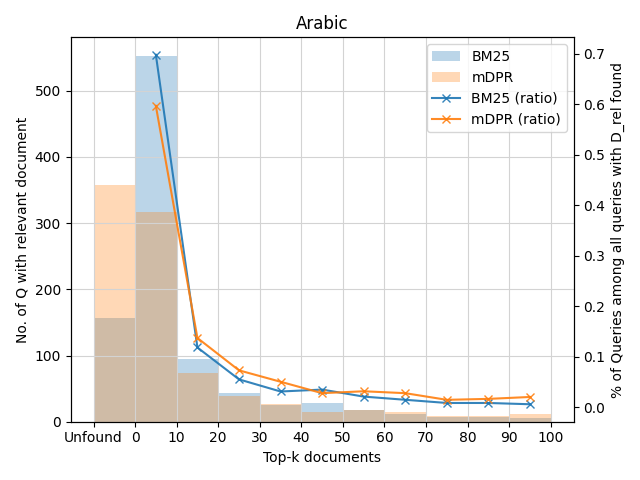 Arabic
BM25
mDPR
BM25 (ratio)
mDPR (ratio)
No. of Q with relevant document
500
400
300
200
100
0
% of Queries among all queries with D_rel found
0.7
0.6
0.5
0.4
0.3
0.2
0.1
0.0
Unfound 0 10 20 30 40 50 60 70 80 90 100
Top-k documents